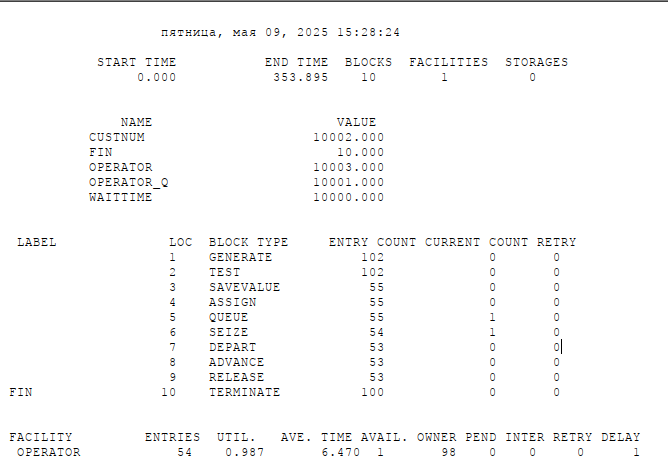 пятница, мая 09, 2025 15:28:24
START TIME END TIME BLOCKS FACILITIES STORAGES
0.000 353.895 10 1 0
NAME VALUE
CUSTNUM 10002.000
FIN 10.000
OPERATOR 10003.000
OPERATOR_Q 10001.000
WAITTIME 10000.000
LABEL LOC BLOCK TYPE ENTRY COUNT CURRENT COUNT RETRY
1 GENERATE 102 0 0
2 TEST 102 0 0
3 SAVEVALUE 55 0 0
4 ASSIGN 55 0 0
5 QUEUE 55 1 0
6 SEIZE 54 1 0
7 DEPART 53 0 0
8 ADVANCE 53 0 0
9 RELEASE 53 0 0
FIN 10 TERMINATE 100 0 0
FACILITY ENTRIES UTIL. AVE. TIME AVAIL. OWNER PEND INTER RETRY DELAY
OPERATOR 54 0.987 6.470 1 98 0 0 0 1